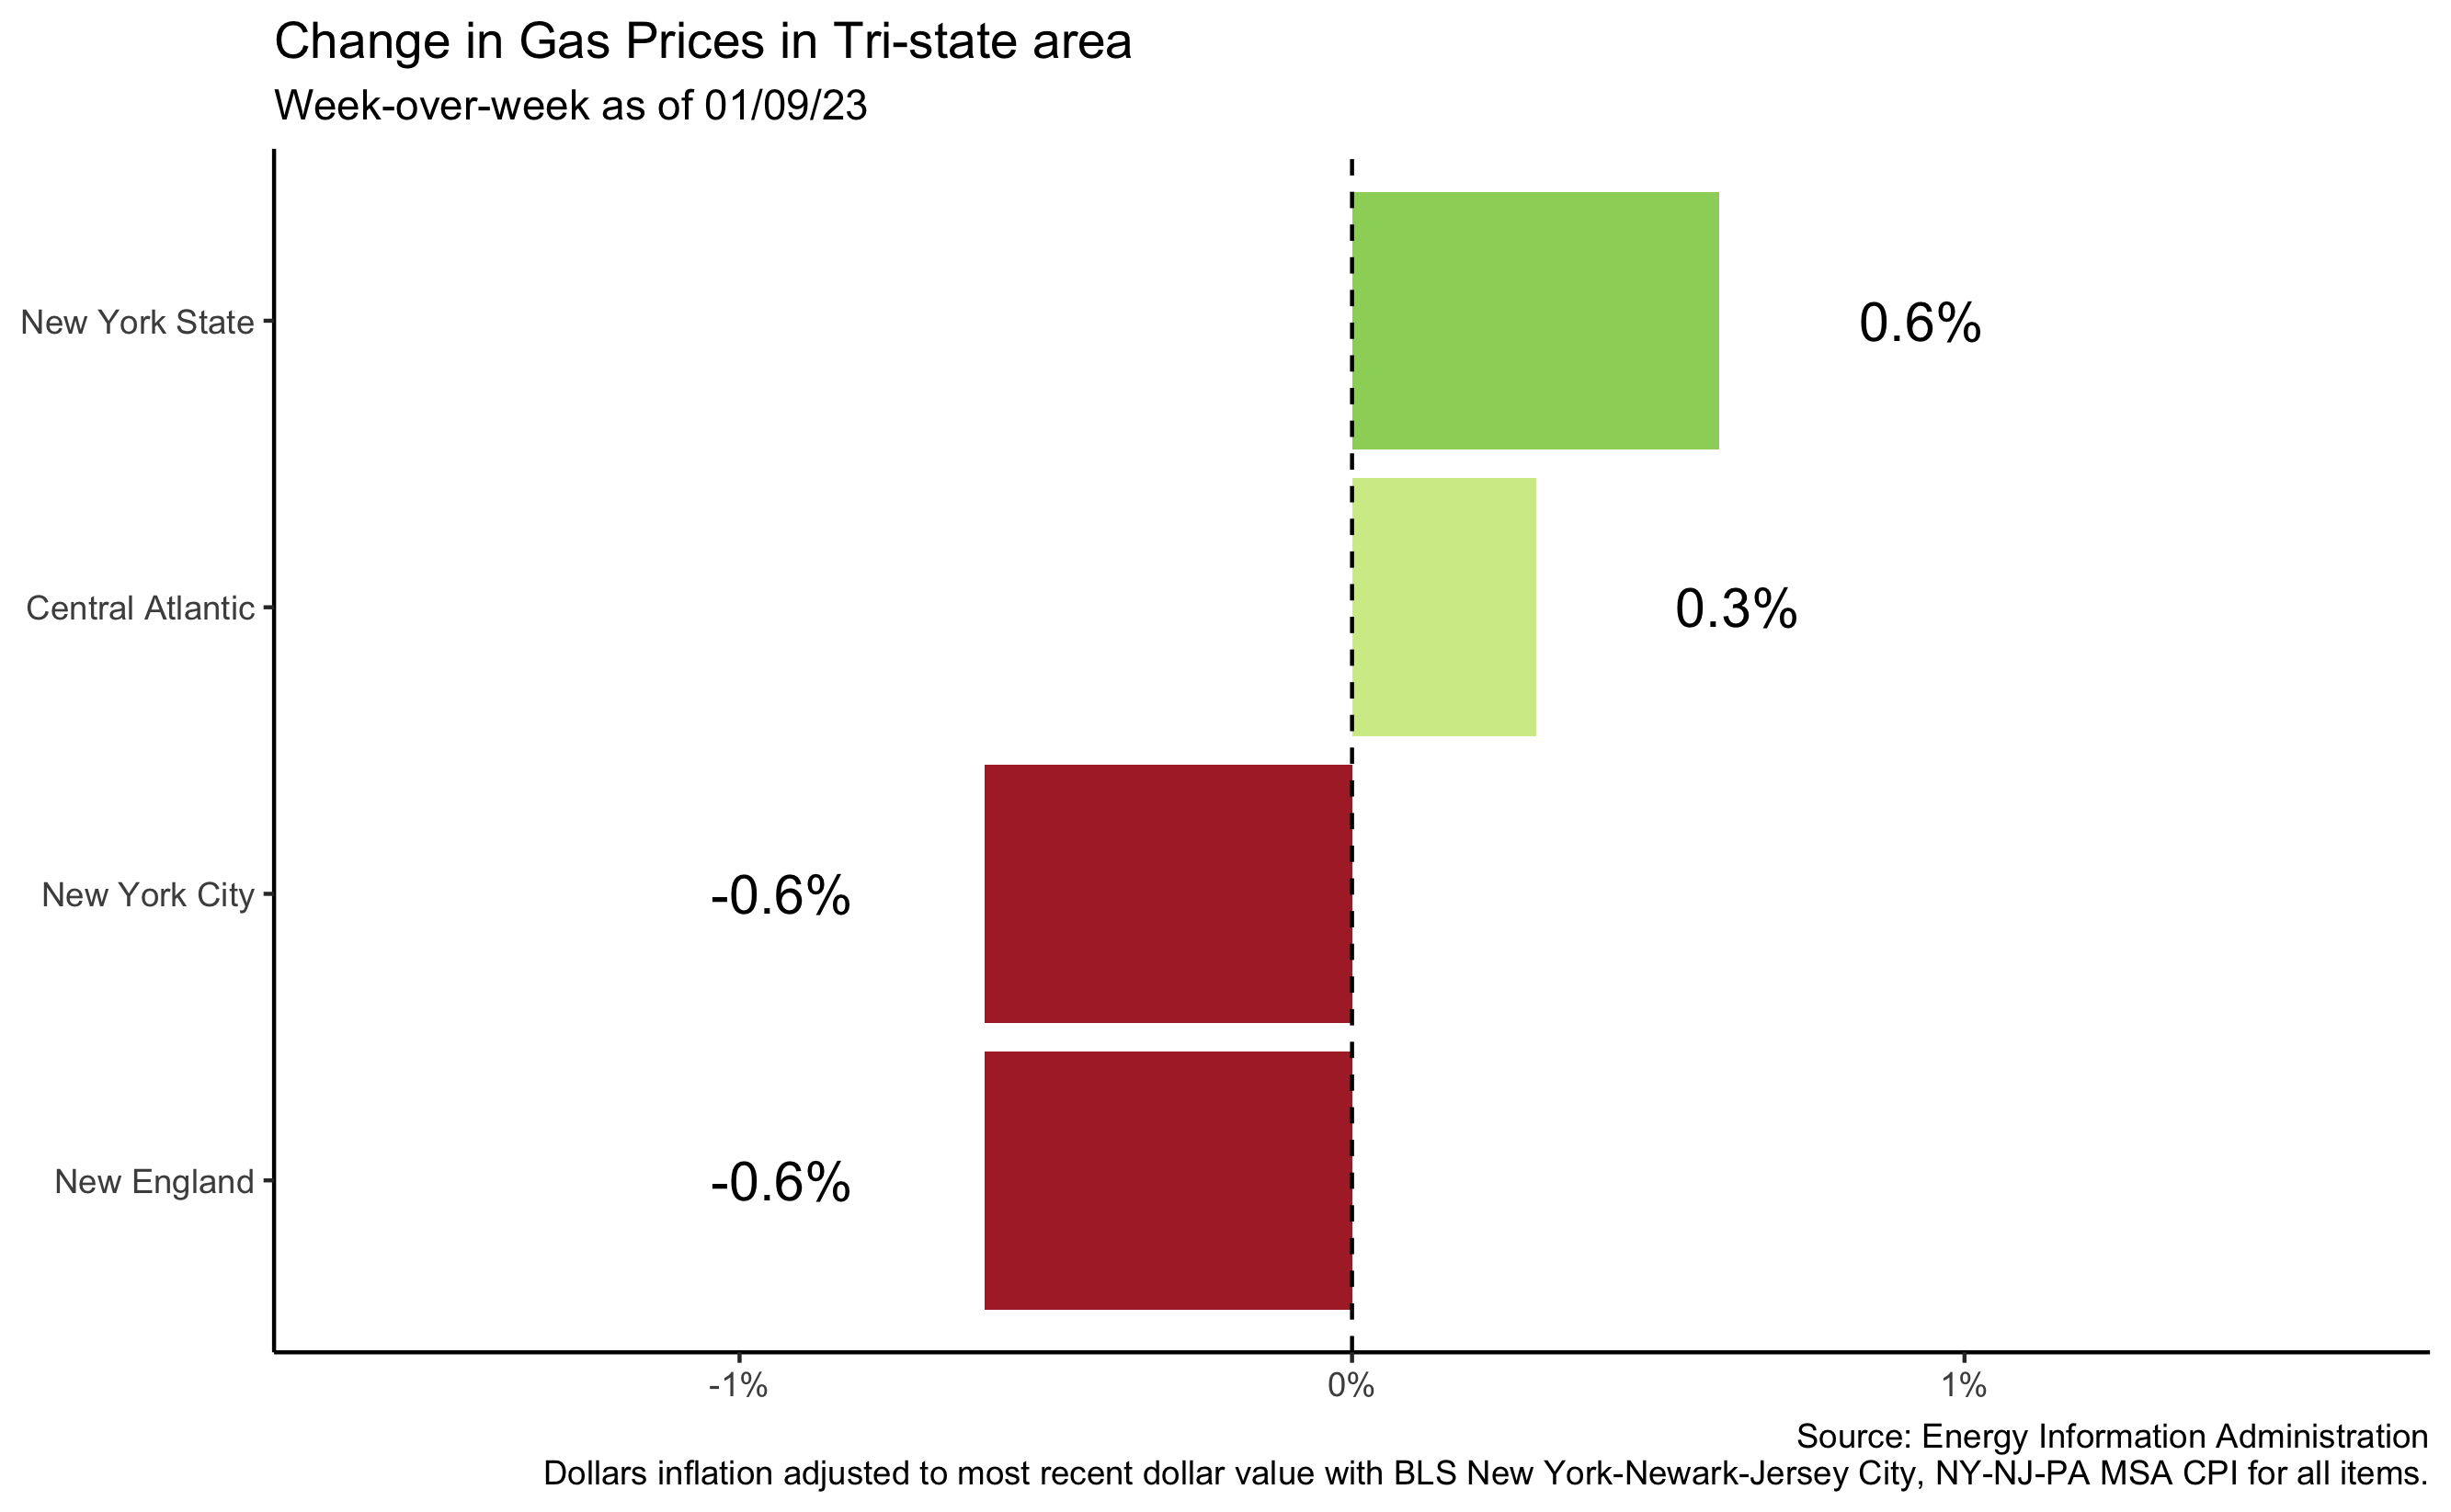 Change in Gas Prices in Tri-state area
Week-over-week as of 01/09/23
New York State
0.6%
Central Atlantic
0.3%
New York City
-0.6%
New England
-0.6%
-1%
0%
1%
Source: Energy Information Administration
Dollars inflation adjusted to most recent dollar value with BLS New York-Newark-Jersey City, NY-NJ-PA MSA CPI for all items.